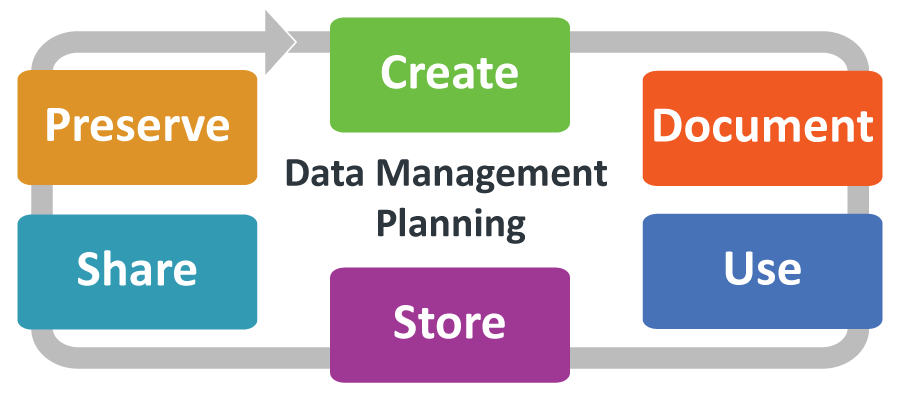 Create
Preserve
Document
Data Management
Planning
Share
Use
Store